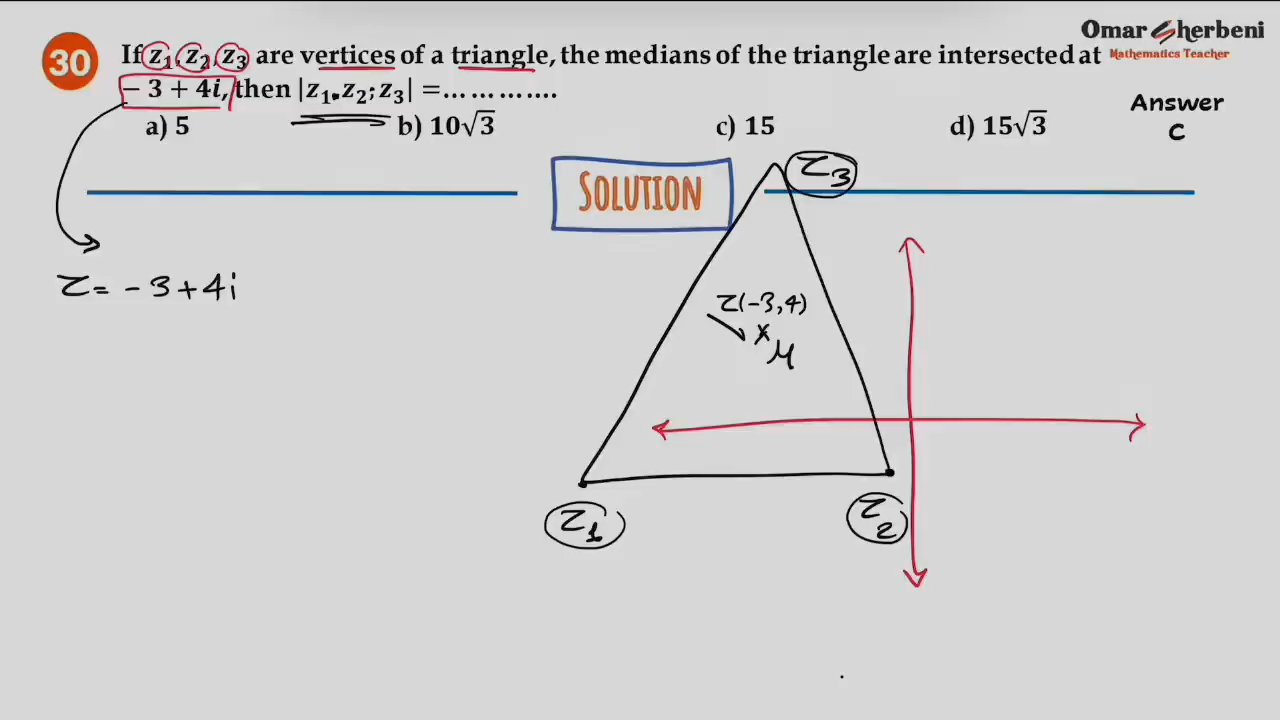 Omar Sherbeni
Mathematics Teacher
30
If z₁, z₂, z₃ are vertices of a triangle, the medians of the triangle are intersected at
− 3 + 4i, then |z₁.z₂; z₃| =............
a) 5
b) 10√3
c) 15
d) 15√3
Answer
C
SOLUTION
Z3
Z = -3+4i
Z(-3,4)
M
Z1
Z2